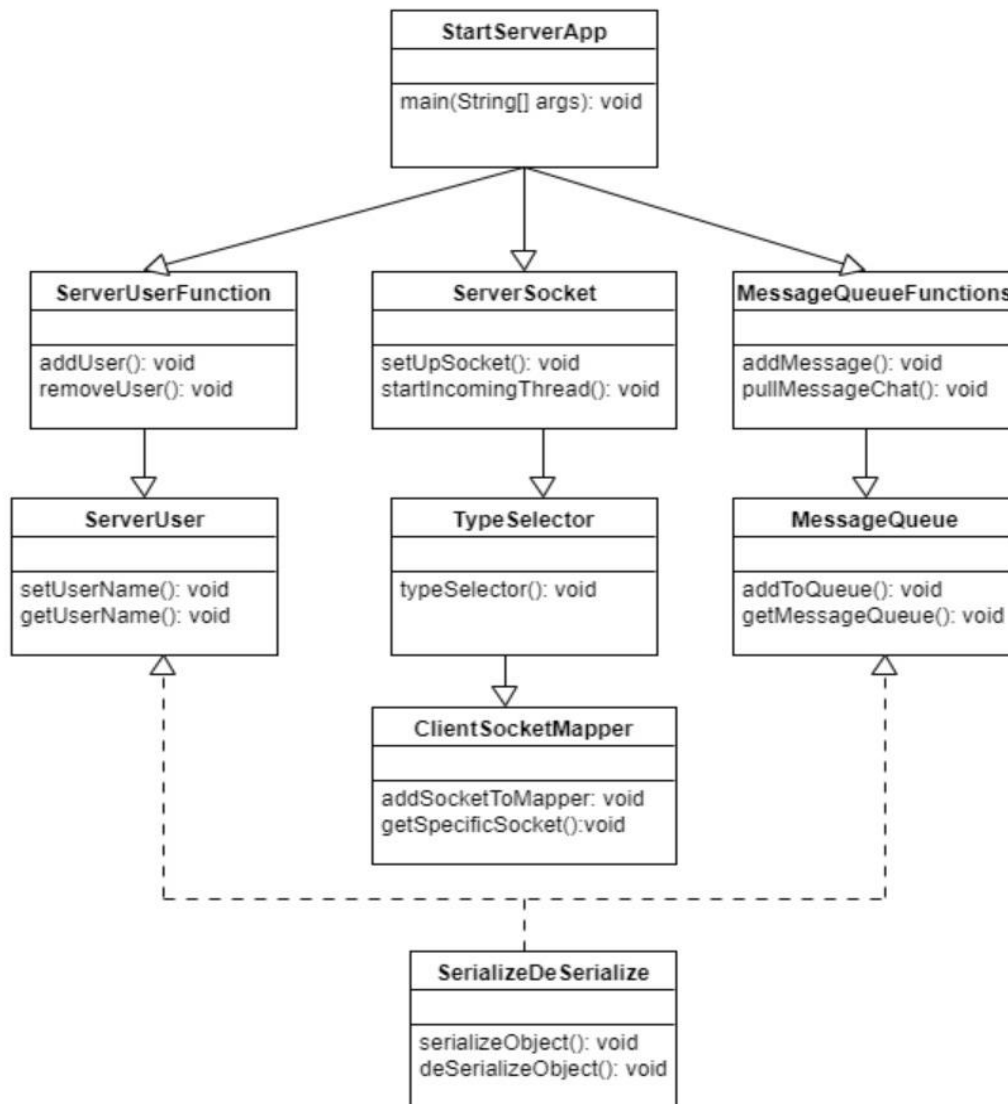 StartServerApp
main(String[] args): void
ServerUserFunction
addUser(): void
removeUser(): void
ServerSocket
setUpSocket(): void
startIncomingThread(): void
MessageQueueFunctions
addMessage(): void
pullMessageChat(): void
ServerUser
setUserName(): void
getUserName(): void
TypeSelector
typeSelector(): void
MessageQueue
addToQueue(): void
getMessageQueue(): void
ClientSocketMapper
addSocketToMapper: void
getSpecificSocket():void
SerializeDeSerialize
serializeObject(): void
deSerializeObject(): void